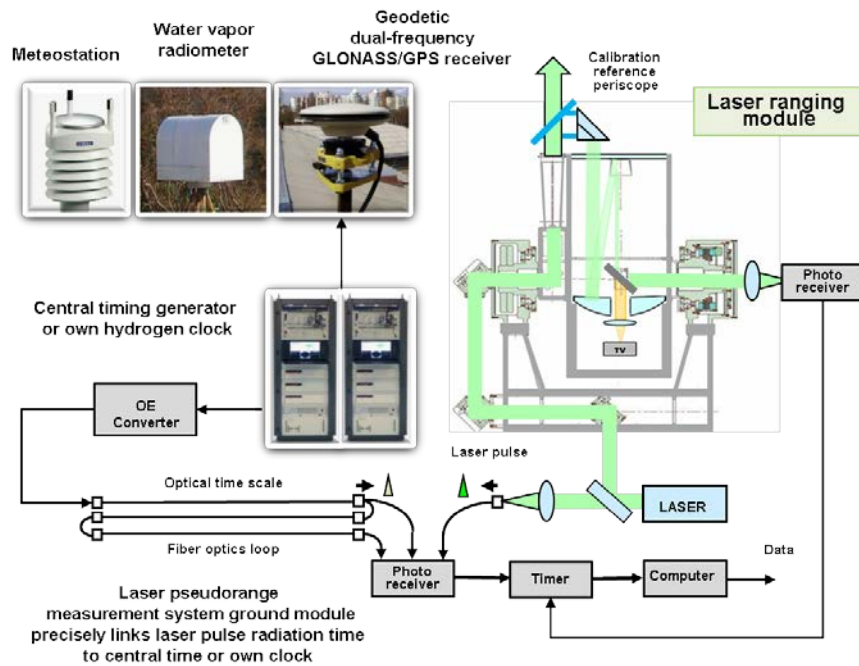 Meteostation
Water vapor
radiometer
Geodetic
dual-frequency
GLONASS/GPS receiver
Calibration
reference
periscope
Laser ranging
module
Photo
receiver
TV
Central timing generator
or own hydrogen clock
OE
Converter
Laser pulse
Optical time scale
LASER
Fiber optics loop
Photo
receiver
Timer
Computer
Data
Laser pseudorange
measurement system ground module
precisely links laser pulse radiation time
to central time or own clock